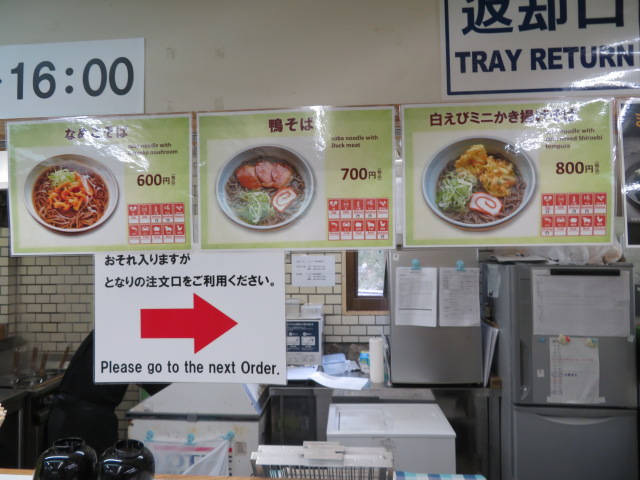 16:00
返却口
TRAY RETURN
なめこそば
mushroom
600円
鴨そば
soba noodle with
Duck meat
700円
白えびミニかき揚げそば
noodle with
Shiroebi
tempura
800円
おそれ入りますが
となりの注文口をご利用ください。
Please go to the next Order.